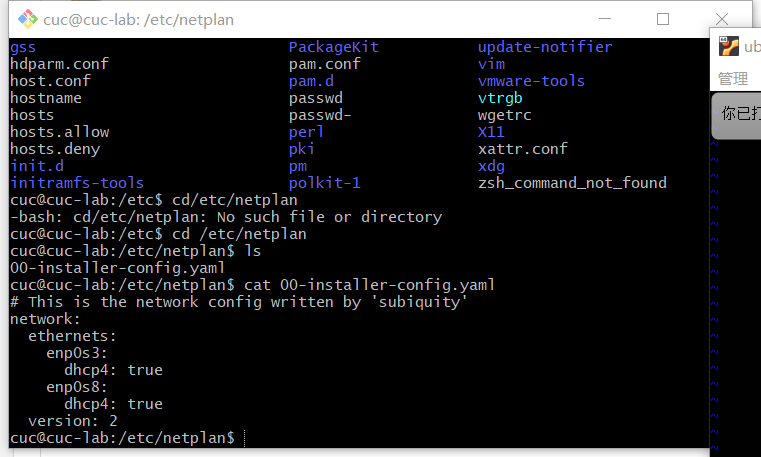 cuc@cuc-lab: /etc/netplan
gss PackageKit update-notifier
hdparm.conf pam.conf vim
host.conf pam.d vmware-tools
hostname passwd vtrgb
hosts passwd- wgetrc
hosts.allow perl X11
hosts.deny pki xattr.conf
init.d pm xdg
initramfs-tools polkit-1 zsh_command_not_found
cuc@cuc-lab:/etc$ cd/etc/netplan
-bash: cd/etc/netplan: No such file or directory
cuc@cuc-lab:/etc$ cd /etc/netplan
cuc@cuc-lab:/etc/netplan$ ls
00-installer-config.yaml
cuc@cuc-lab:/etc/netplan$ cat 00-installer-config.yaml
# This is the network config written by 'subiquity'
network:
  ethernets:
    enp0s3:
      dhcp4: true
    enp0s8:
      dhcp4: true
  version: 2
cuc@cuc-lab:/etc/netplan$
ub
管理
你已打